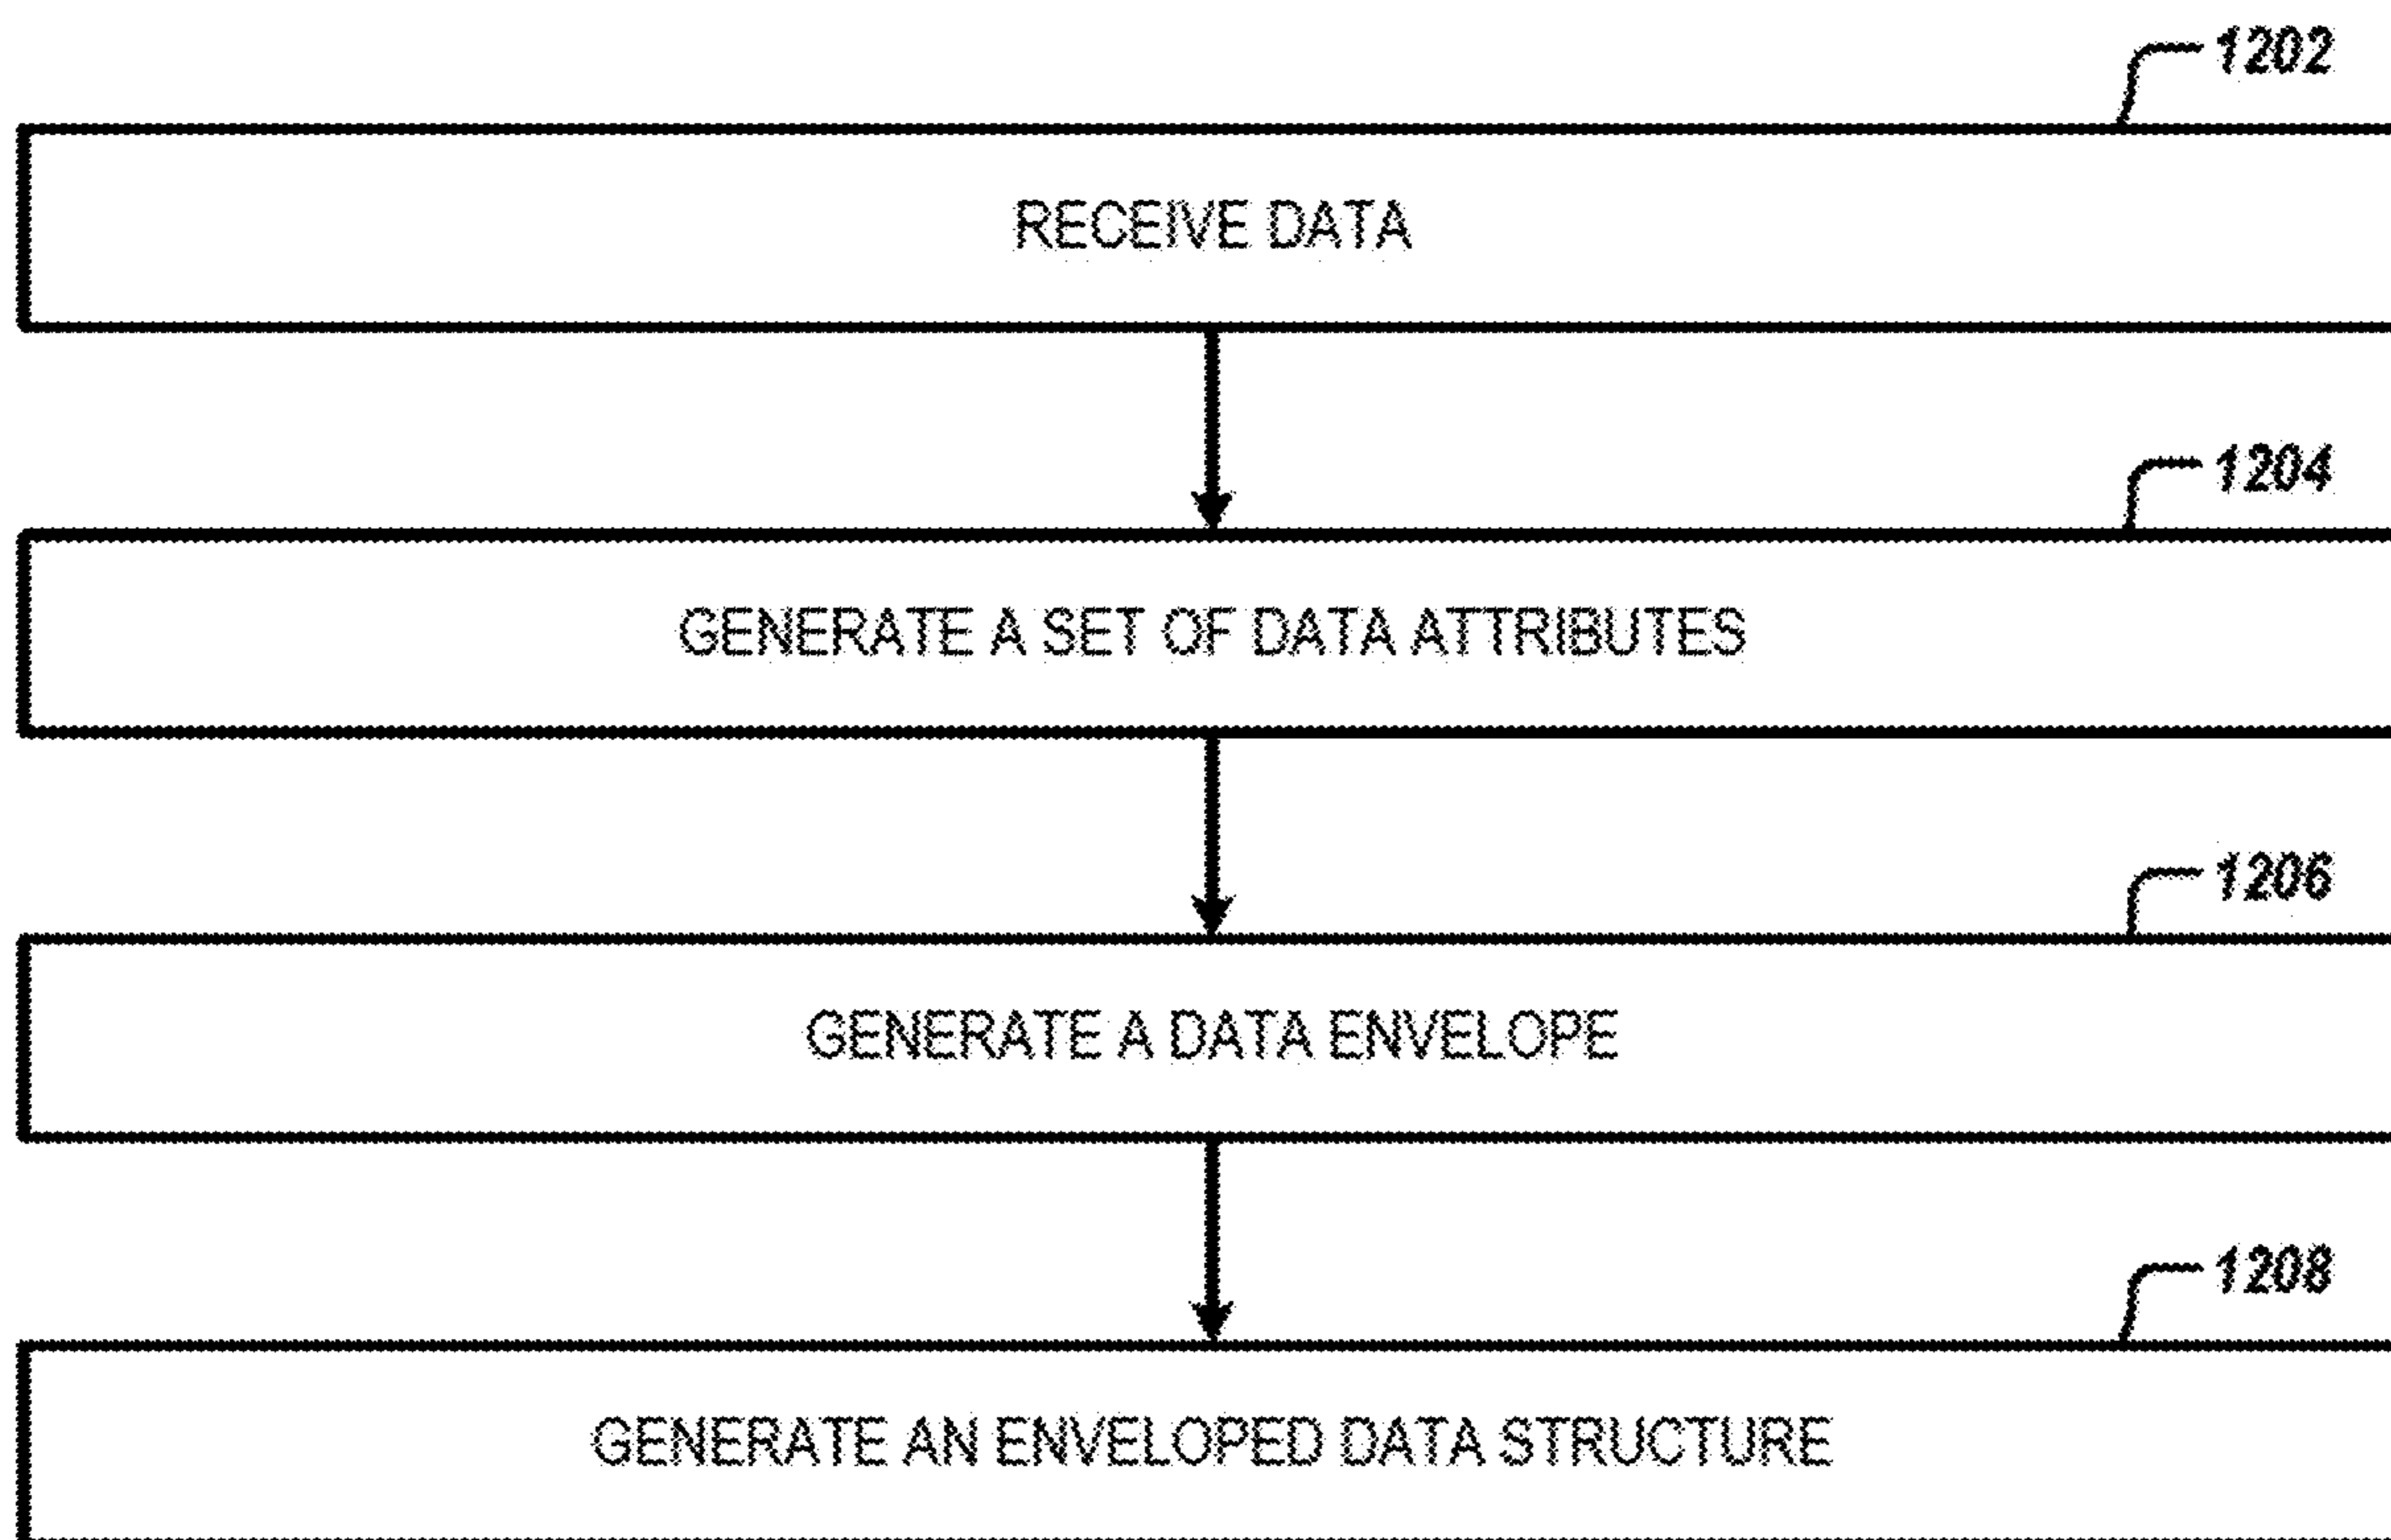 1202
RECEIVE DATA
1204
GENERATE A SET OF DATA ATTRIBUTES
1206
GENERATE A DATA ENVELOPE
1208
GENERATE AN ENVELOPED DATA STRUCTURE